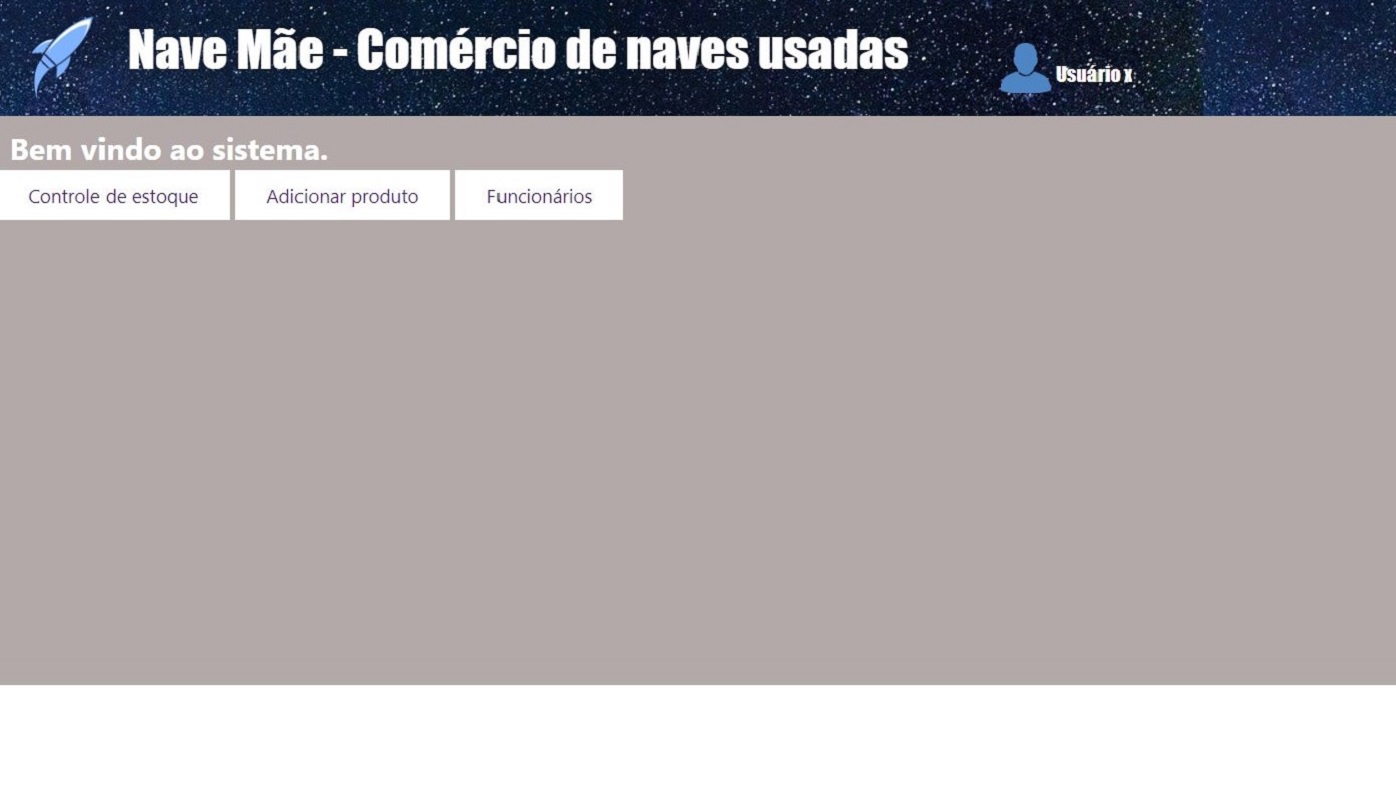 Nave Mãe - Comércio de naves usadas
Usuário x
Bem vindo ao sistema.
Controle de estoque
Adicionar produto
Funcionários